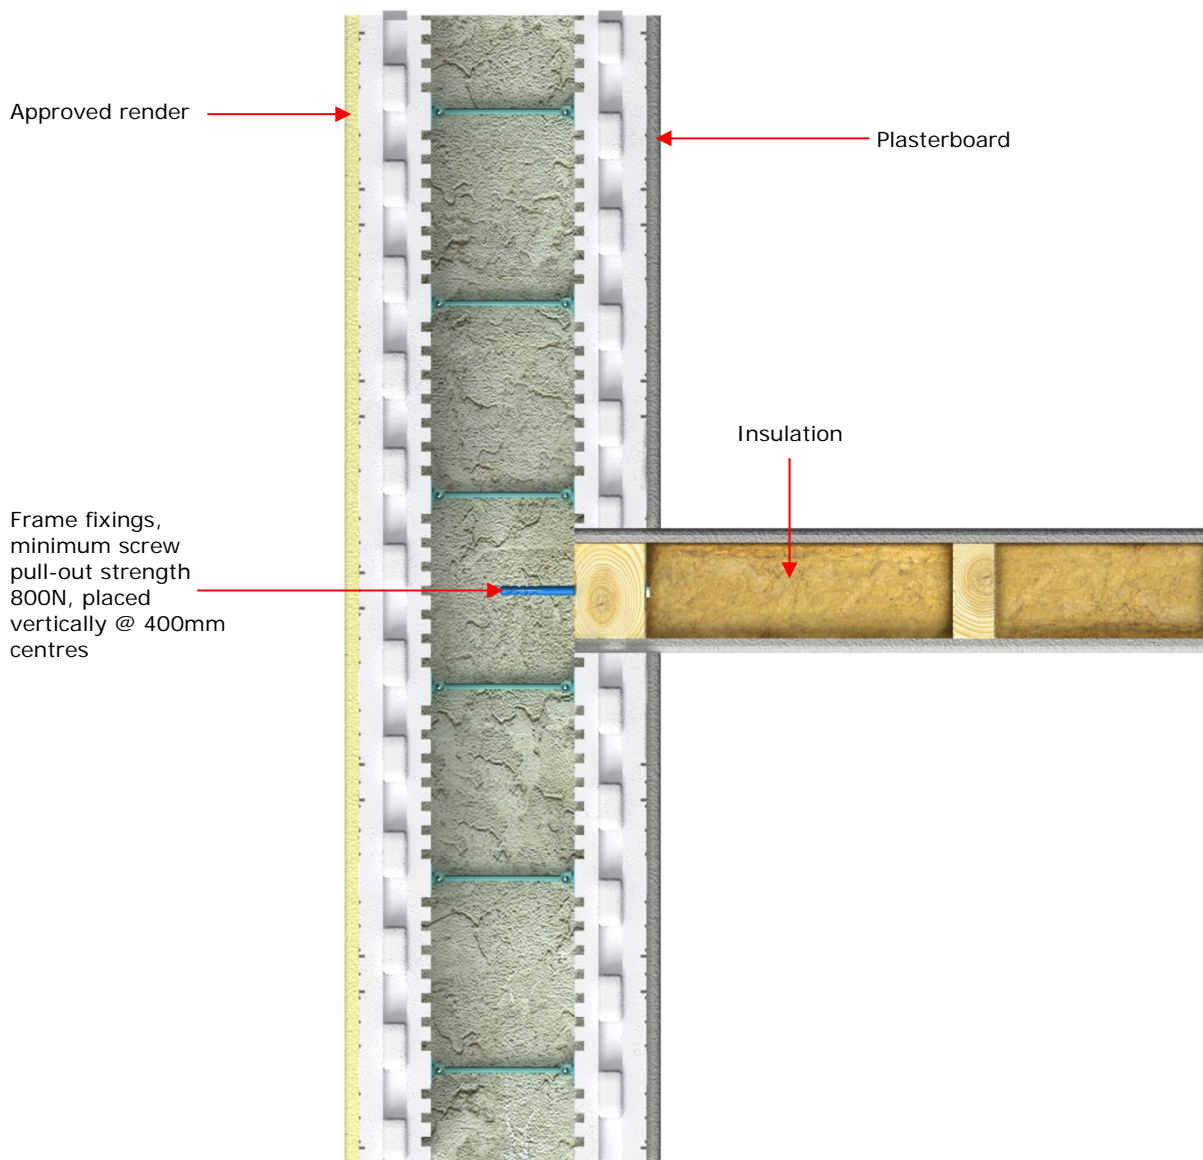 Approved render
Plasterboard
Insulation
Frame fixings,
minimum screw
pull-out strength
800N, placed
vertically @ 400mm
centres